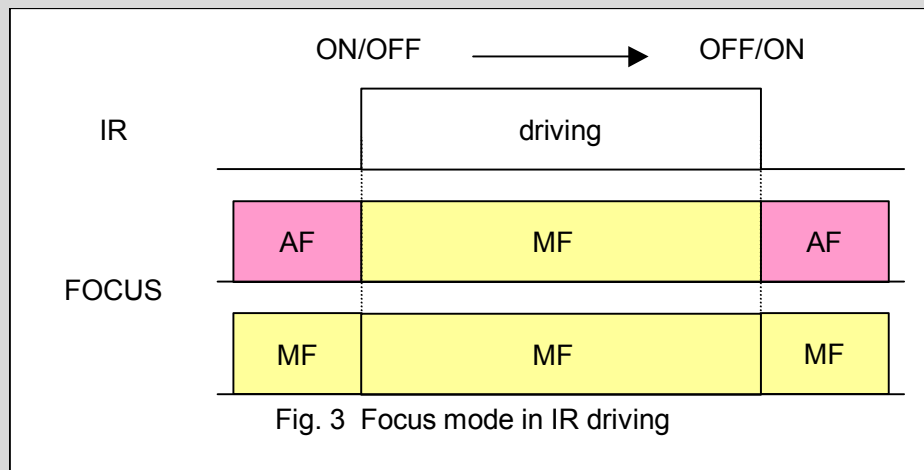 ON/OFF OFF/ON
IR driving
AF MF AF
FOCUS
MF MF MF
Fig. 3 Focus mode in IR driving